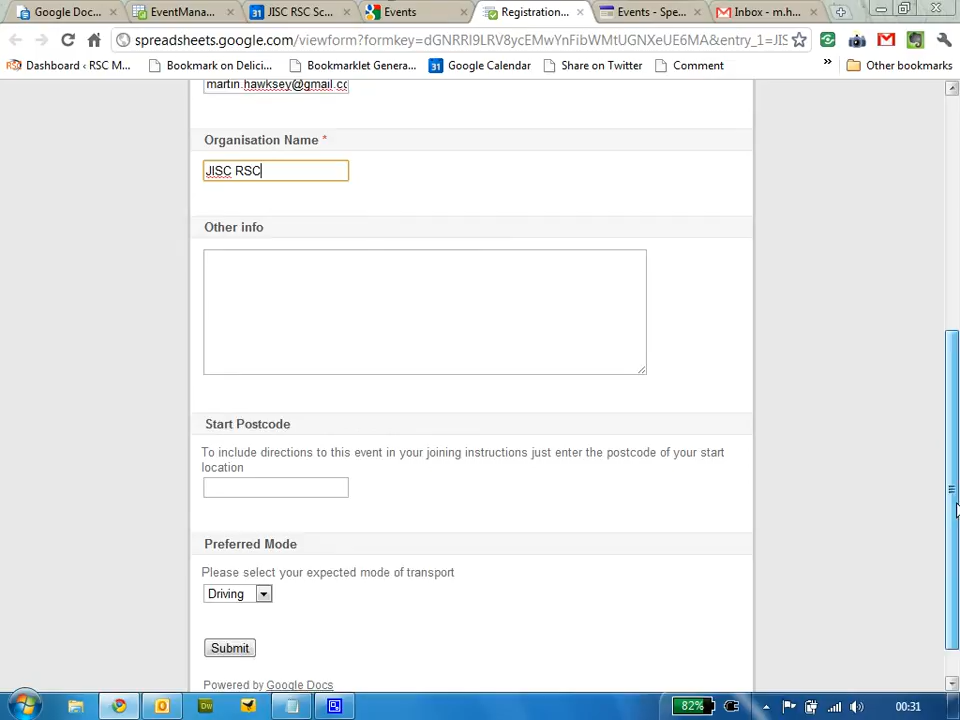 Google Doc...
EventMana...
31 JISC RSC Sc...
Events
Registration...
Events - Spe...
Inbox - m.h...
spreadsheets.google.com/viewform?formkey=dGNRRl9LRV8ycEMwYnFibWMtUGNXeUE6MA&entry_1=JIS
Dashboard ‹ RSC M...
Bookmark on Delici...
Bookmarklet Genera...
31 Google Calendar
Share on Twitter
Comment
»
Other bookmarks
martin.hawksey@gmail.cc
Organisation Name *
JISC RSC
Other info
Start Postcode
To include directions to this event in your joining instructions just enter the postcode of your start
location
Preferred Mode
Please select your expected mode of transport
Driving
Submit
Powered by Google Docs
Dw
82%
00:31